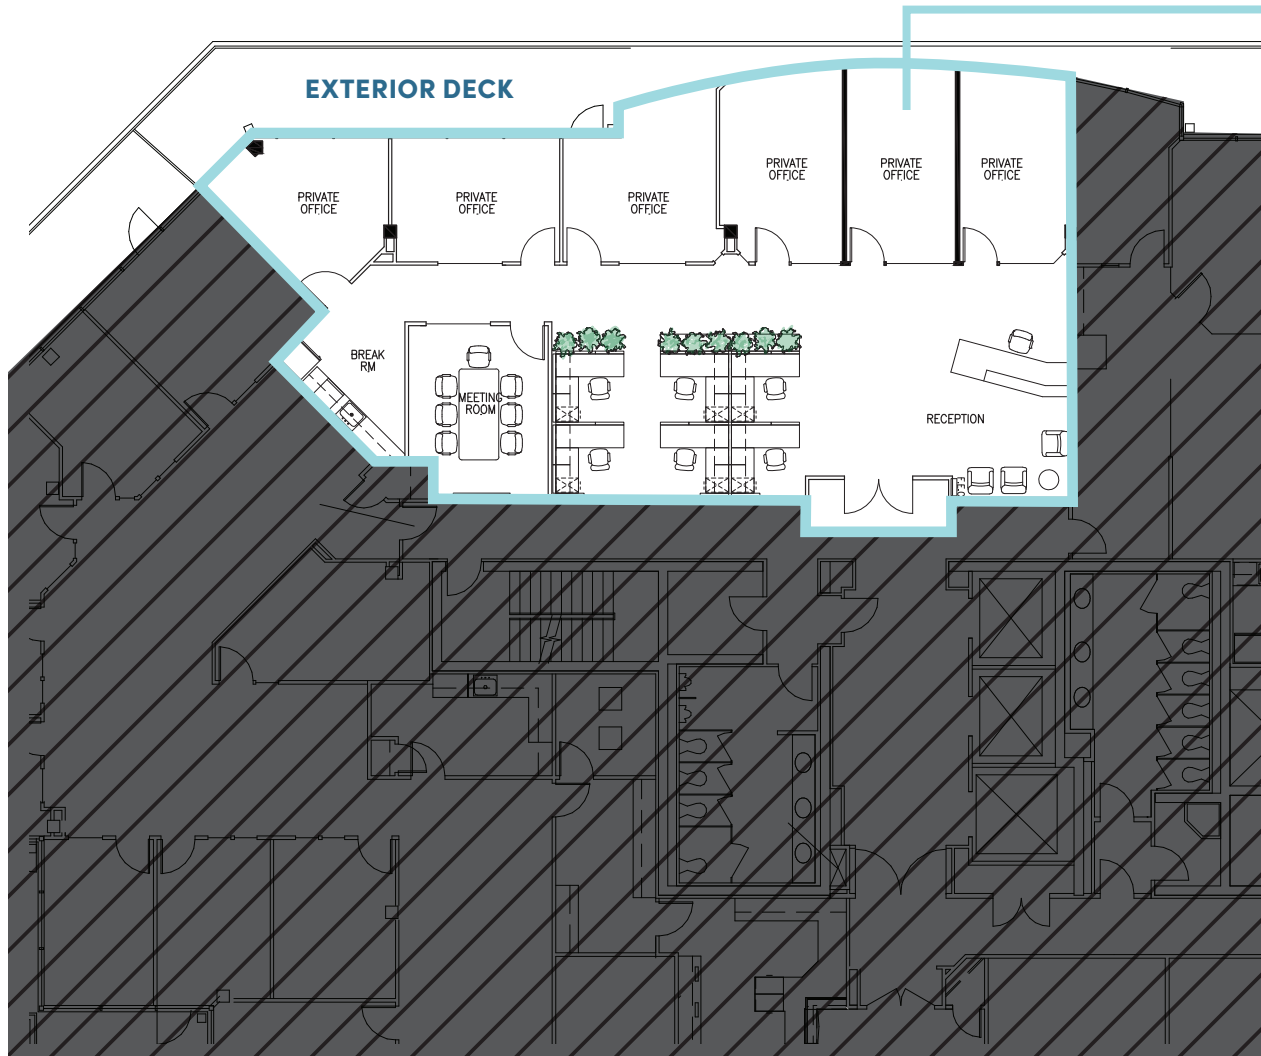 EXTERIOR DECK
PRIVATE
OFFICE
PRIVATE
OFFICE
PRIVATE
OFFICE
PRIVATE
OFFICE
PRIVATE
OFFICE
PRIVATE
OFFICE
BREAK
RM
MEETING
ROOM
RECEPTION